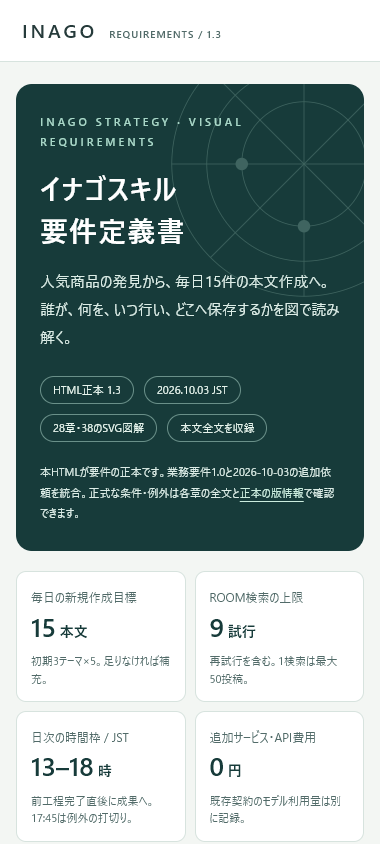 INAGO REQUIREMENTS / 1.3
INAGO STRATEGY · VISUAL
REQUIREMENTS
イナゴスキル
要件定義書
人気商品の発見から、毎日15件の本文作成へ。
誰が、何を、いつ行い、どこへ保存するかを図で読み
解く。
HTML正本 1.3 2026.10.03 JST
28章・38のSVG図解 本文全文を収録
本HTMLが要件の正本です。業務要件1.0と2026-10-03の追加依
頼を統合。正式な条件・例外は各章の全文と正本の版情報で確認
できます。
毎日の新規作成目標
15 本文
初期3テーマ×5。足りなければ補
充。
ROOM検索の上限
9 試行
再試行を含む。1検索は最大
50投稿。
日次の時間枠 / JST
13–18 時
前工程完了直後に成果へ。
17:45は例外の打切り。
追加サービス・API費用
0 円
既存契約のモデル利用量は別
に記録。